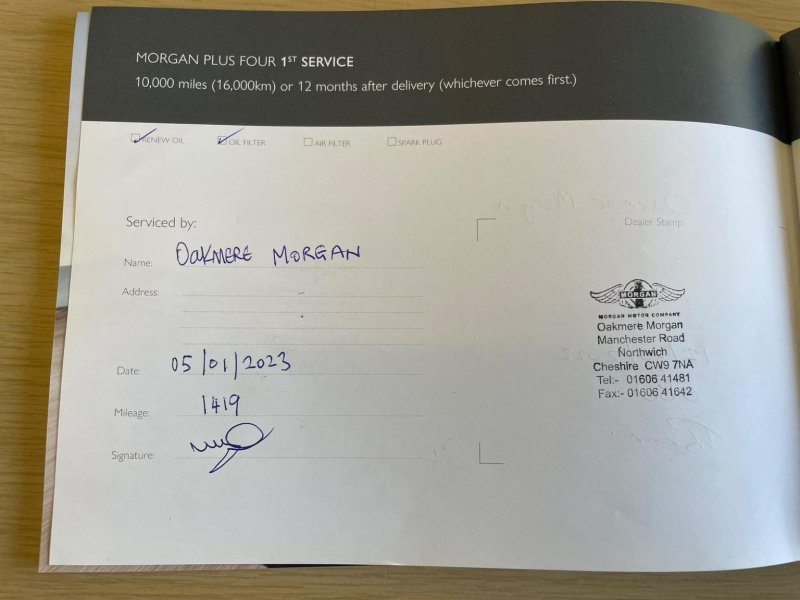 MORGAN PLUS FOUR 1ST SERVICE
10,000 miles (16,000km) or 12 months after delivery (whichever comes first.)
RENEW OIL OIL FILTER AIR FILTER SPARK PLUG
Serviced by:
Name: OAKMERE MORGAN
Address:
Date: 05/01/2023
Mileage: 1419
Signature:
Dealer Stamp
MORGAN
MORGAN MOTOR COMPANY
Oakmere Morgan
Manchester Road
Northwich
Cheshire CW9 7NA
Tel:- 01606 41481
Fax:- 01606 41642